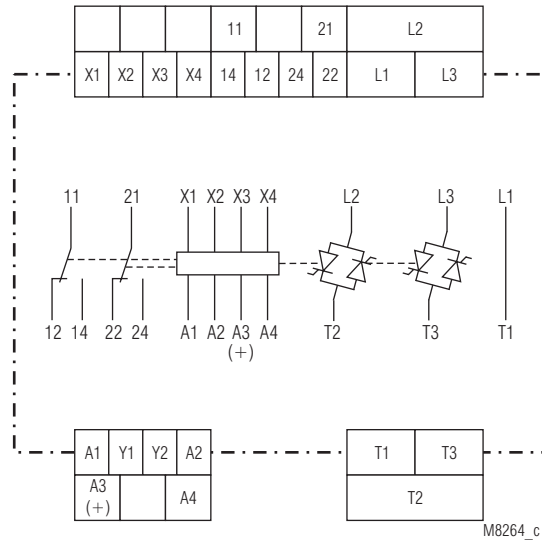 11 21 L2
X1 X2 X3 X4 14 12 24 22 L1 L3
11 21 X1 X2 X3 X4 L2 L3 L1
12 14 22 24 A1 A2 A3 A4 T2 T3 T1
(+)
A1 Y1 Y2 A2 T1 T3
A3 A4 T2
(+)
M8264_c